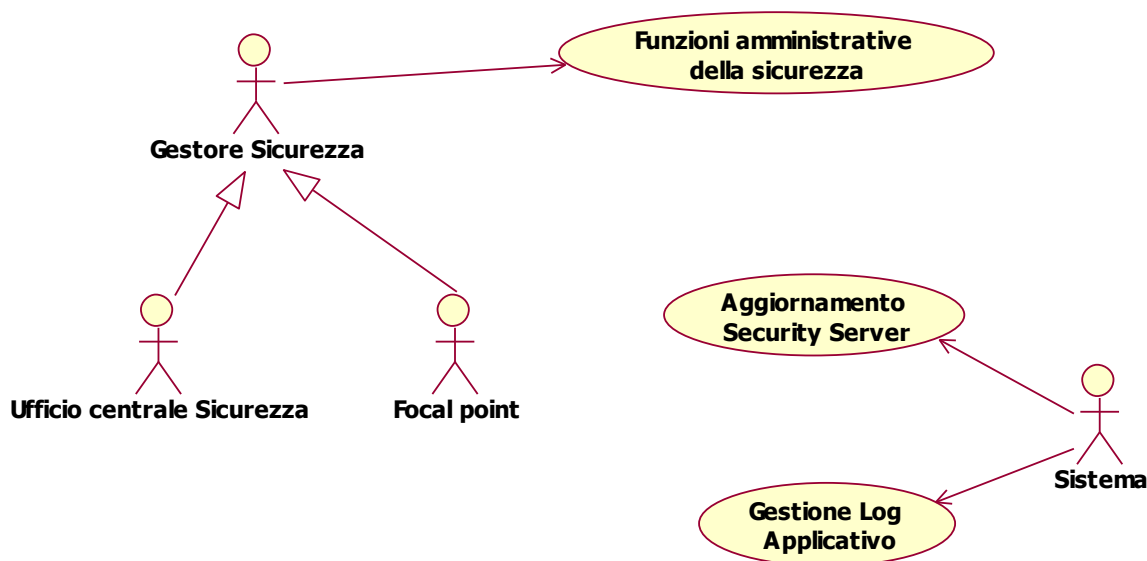 Funzioni amministrative
della sicurezza
Gestore Sicurezza
Ufficio centrale Sicurezza
Focal point
Aggiornamento
Security Server
Sistema
Gestione Log
Applicativo